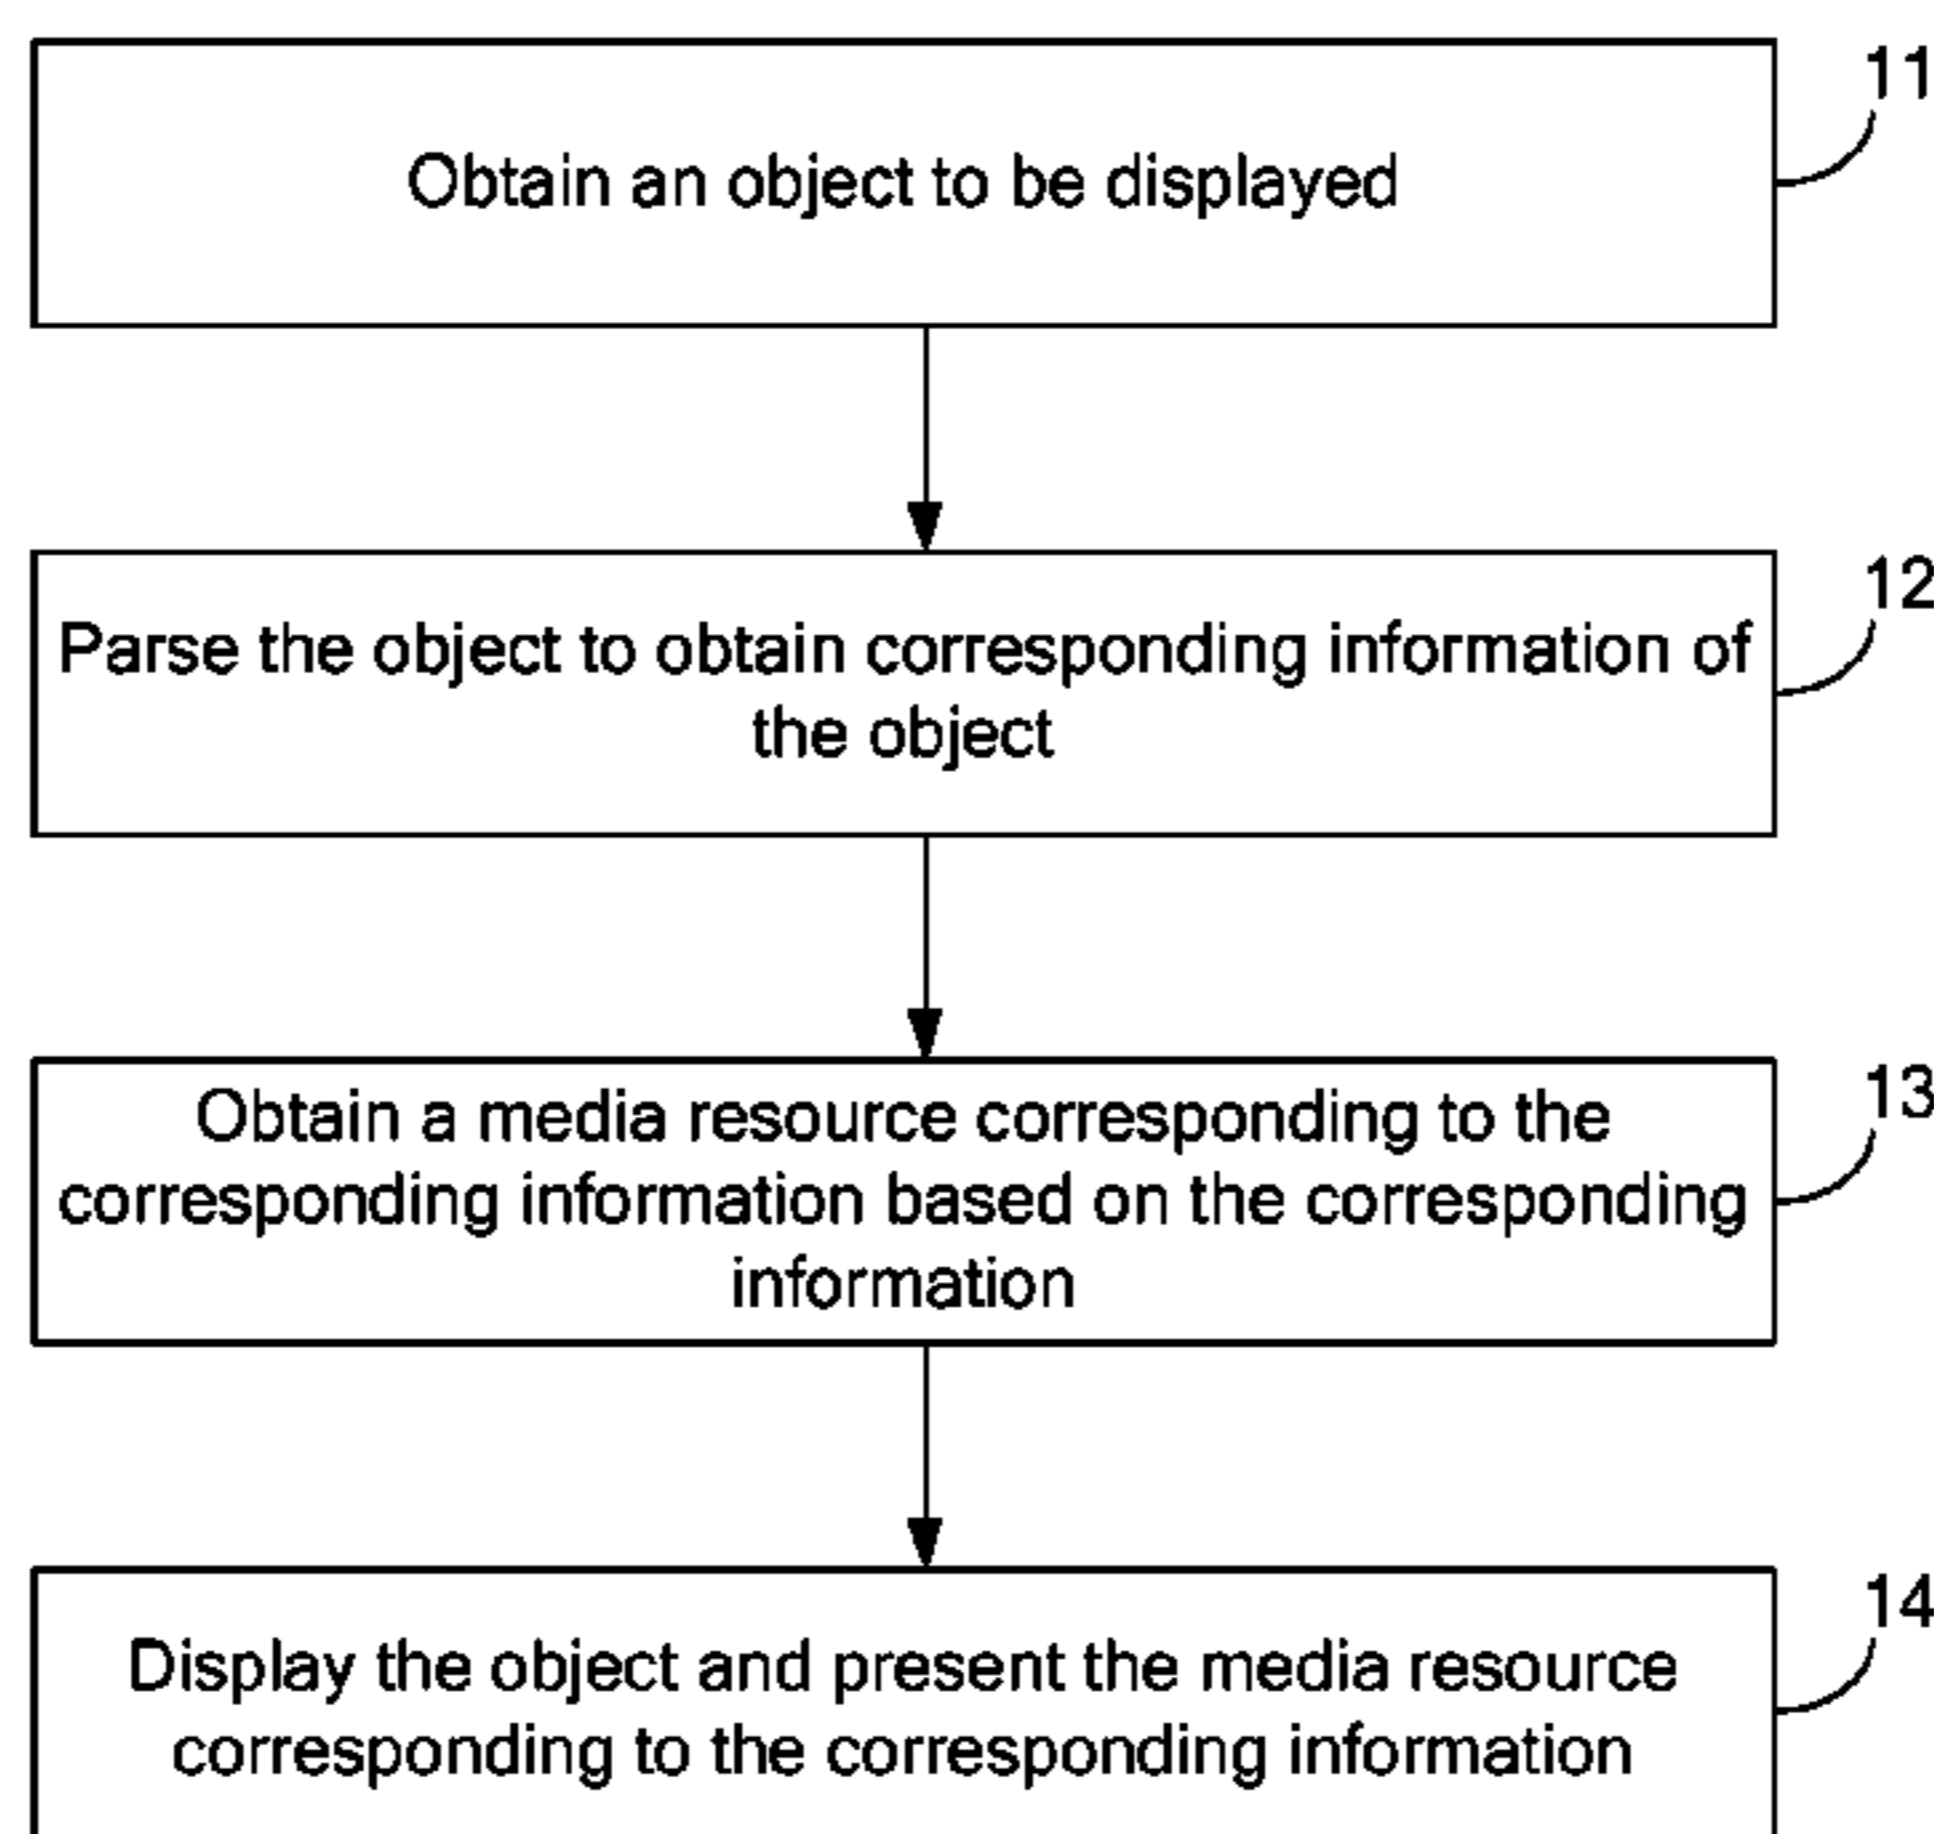 11
Obtain an object to be displayed
12
Parse the object to obtain corresponding information of
the object
13
Obtain a media resource corresponding to the
corresponding information based on the corresponding
information
14
Display the object and present the media resource
corresponding to the corresponding information